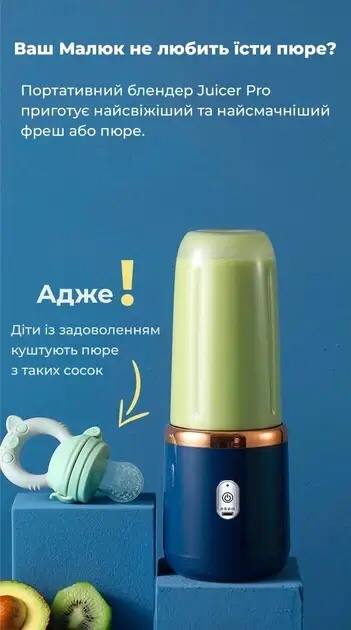 Ваш Малюк не любить їсти пюре?
Портативний блендер Juicer Pro
приготує найсвіжіший та найсмачніший
фреш або пюре.
Адже !
Діти із задоволенням
куштують пюре
з таких сосок